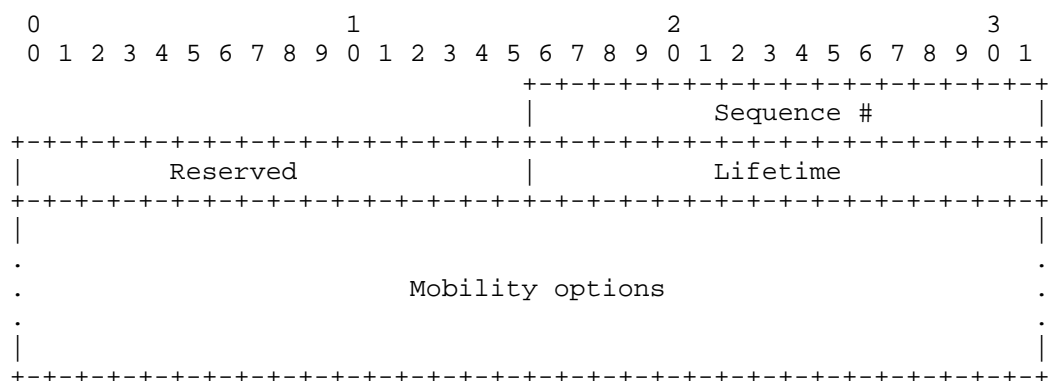 0                   1                   2                   3
0 1 2 3 4 5 6 7 8 9 0 1 2 3 4 5 6 7 8 9 0 1 2 3 4 5 6 7 8 9 0 1
+-+-+-+-+-+-+-+-+-+-+-+-+-+-+-+-+
|           Sequence #          |
+-+-+-+-+-+-+-+-+-+-+-+-+-+-+-+-+-+-+-+-+-+-+-+-+-+-+-+-+-+-+-+-+
|          Reserved             |           Lifetime            |
+-+-+-+-+-+-+-+-+-+-+-+-+-+-+-+-+-+-+-+-+-+-+-+-+-+-+-+-+-+-+-+-+
|                                                               |
.                                                               .
.                        Mobility options                       .
.                                                               .
|                                                               |
+-+-+-+-+-+-+-+-+-+-+-+-+-+-+-+-+-+-+-+-+-+-+-+-+-+-+-+-+-+-+-+-+